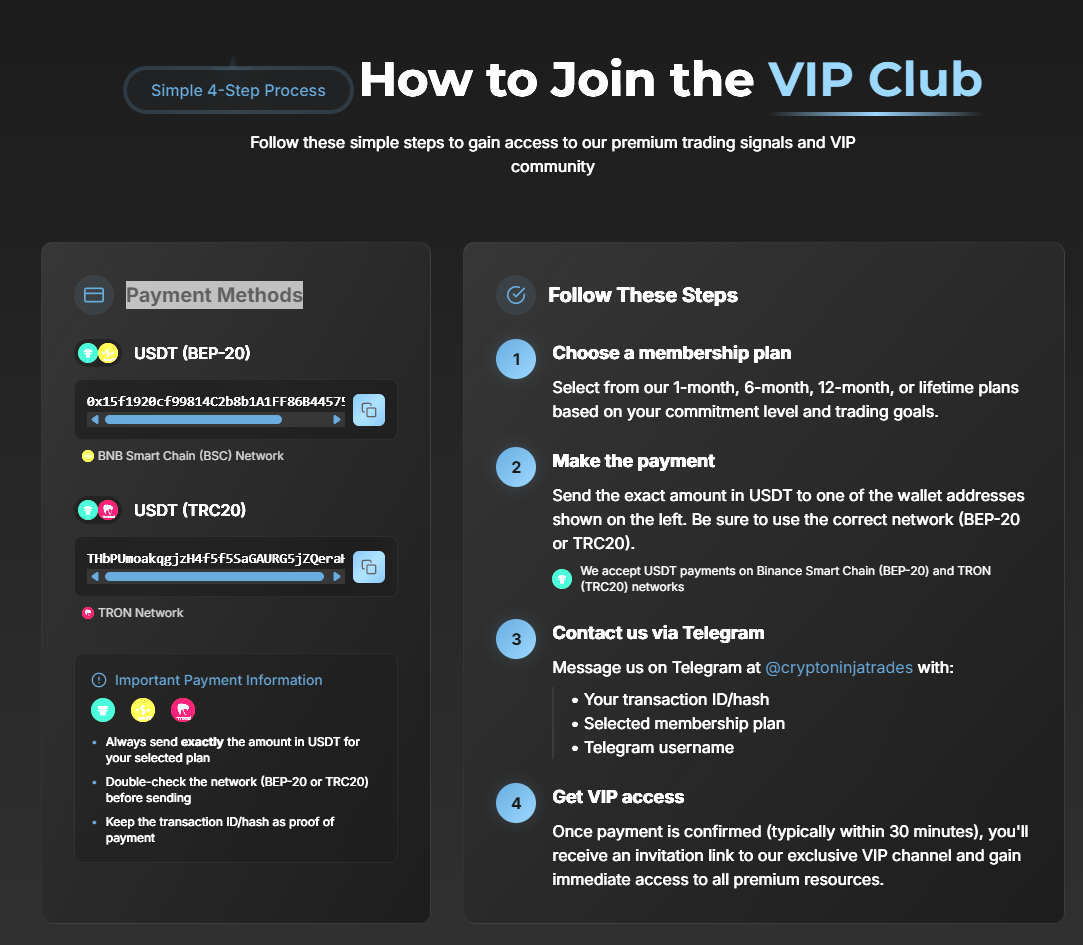 Simple 4-Step Process
How to Join the VIP Club
Follow these simple steps to gain access to our premium trading signals and VIP
community
Payment Methods
USDT (BEP-20)
0x15f1920cf99814C2b8b1A1FF86B44575
BNB Smart Chain (BSC) Network
USDT (TRC20)
THbPUmoakqgjzH4f5f5SaGAURG5jZQeraH
TRON Network
Important Payment Information
Always send exactly the amount in USDT for
your selected plan
Double-check the network (BEP-20 or TRC20)
before sending
Keep the transaction ID/hash as proof of
payment
Follow These Steps
1
Choose a membership plan
Select from our 1-month, 6-month, 12-month, or lifetime plans
based on your commitment level and trading goals.
2
Make the payment
Send the exact amount in USDT to one of the wallet addresses
shown on the left. Be sure to use the correct network (BEP-20
or TRC20).
We accept USDT payments on Binance Smart Chain (BEP-20) and TRON
(TRC20) networks
3
Contact us via Telegram
Message us on Telegram at @cryptoninjatrades with:
• Your transaction ID/hash
• Selected membership plan
• Telegram username
4
Get VIP access
Once payment is confirmed (typically within 30 minutes), you'll
receive an invitation link to our exclusive VIP channel and gain
immediate access to all premium resources.